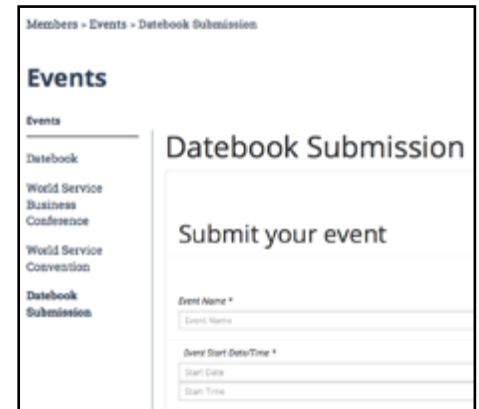 Members > Events > Datebook Submission
Events
Events
Datebook
World Service
Business
Conference
World Service
Convention
Datebook
Submission
Datebook Submission
Submit your event
Event Name *
Event Name
Event Start Date/Time *
Start Date
Start Time